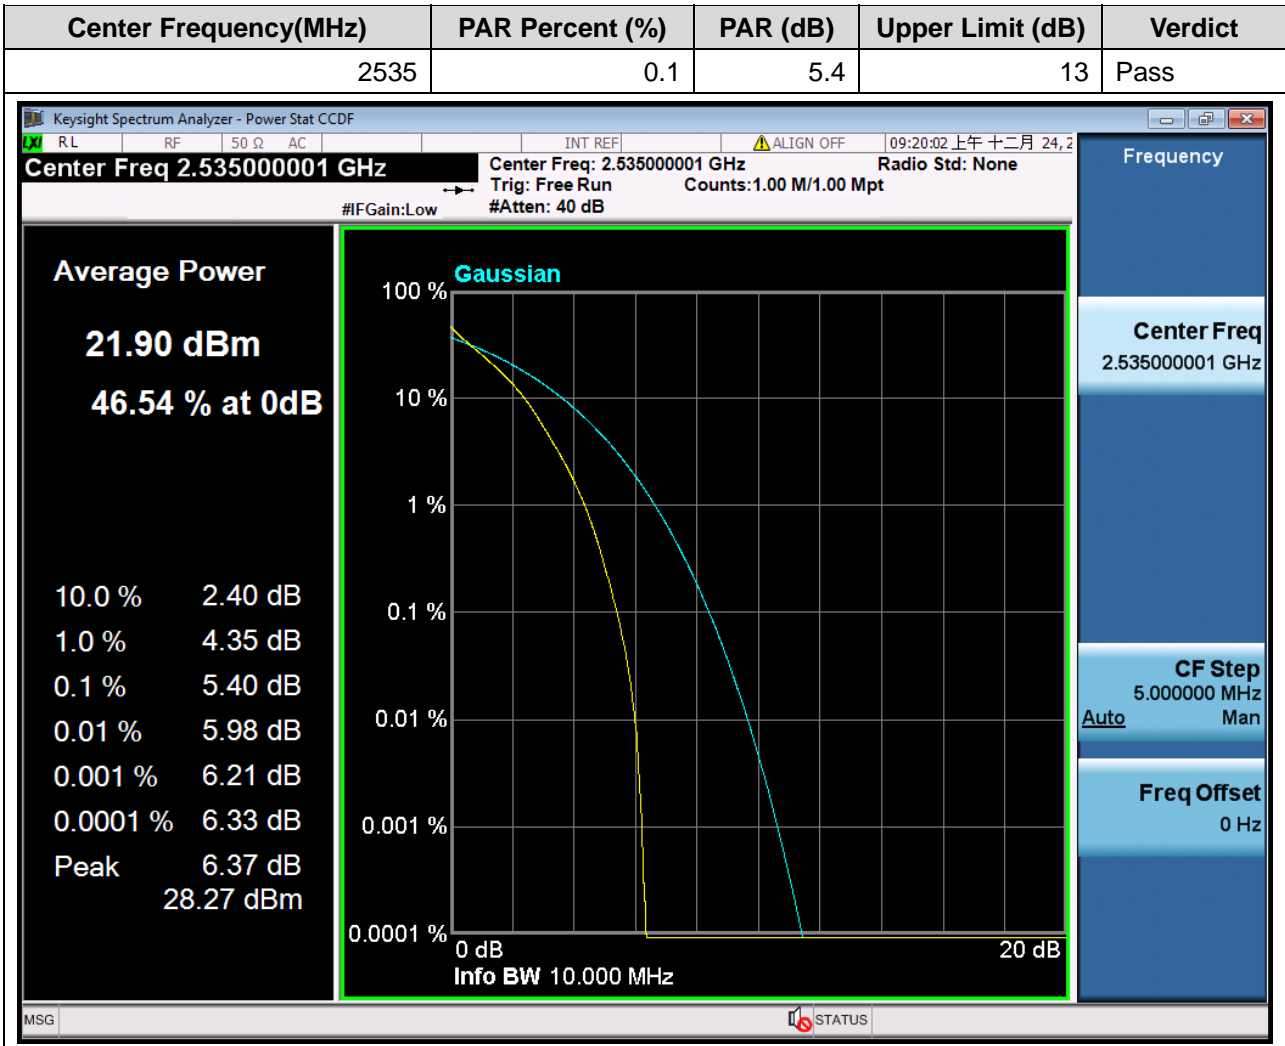 Center Frequency(MHz) PAR Percent (%) PAR (dB) Upper Limit (dB) Verdict
2535 0.1 5.4 13 Pass
Keysight Spectrum Analyzer - Power Stat CCDF
LXI RL RF 50 Ω AC INT REF ALIGN OFF 09:20:02 上午 十二月 24, 2
Center Freq 2.535000001 GHz
Center Freq: 2.535000001 GHz Radio Std: None
Trig: Free Run Counts:1.00 M/1.00 Mpt
#IFGain:Low #Atten: 40 dB
Average Power
21.90 dBm
46.54 % at 0dB
10.0 % 2.40 dB
1.0 % 4.35 dB
0.1 % 5.40 dB
0.01 % 5.98 dB
0.001 % 6.21 dB
0.0001 % 6.33 dB
Peak 6.37 dB
28.27 dBm
Gaussian
100 %
10 %
1 %
0.1 %
0.01 %
0.001 %
0.0001 %
0 dB 20 dB
Info BW 10.000 MHz
Frequency
Center Freq
2.535000001 GHz
CF Step
5.000000 MHz
Auto Man
Freq Offset
0 Hz
MSG STATUS